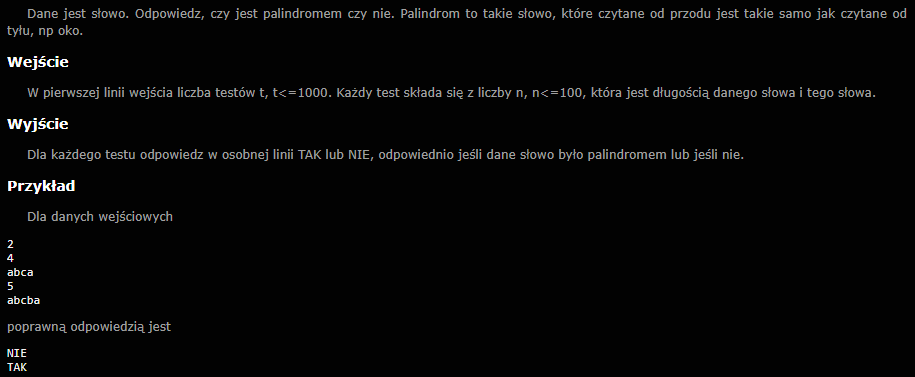 Dane jest słowo. Odpowiedz, czy jest palindromem czy nie. Palindrom to takie słowo, które czytane od przodu jest takie samo jak czytane od
tyłu, np oko.
Wejście
W pierwszej linii wejścia liczba testów t, t<=1000. Każdy test składa się z liczby n, n<=100, która jest długością danego słowa i tego słowa.
Wyjście
Dla każdego testu odpowiedz w osobnej linii TAK lub NIE, odpowiednio jeśli dane słowo było palindromem lub jeśli nie.
Przykład
Dla danych wejściowych
2
4
abca
5
abcba
poprawną odpowiedzią jest
NIE
TAK